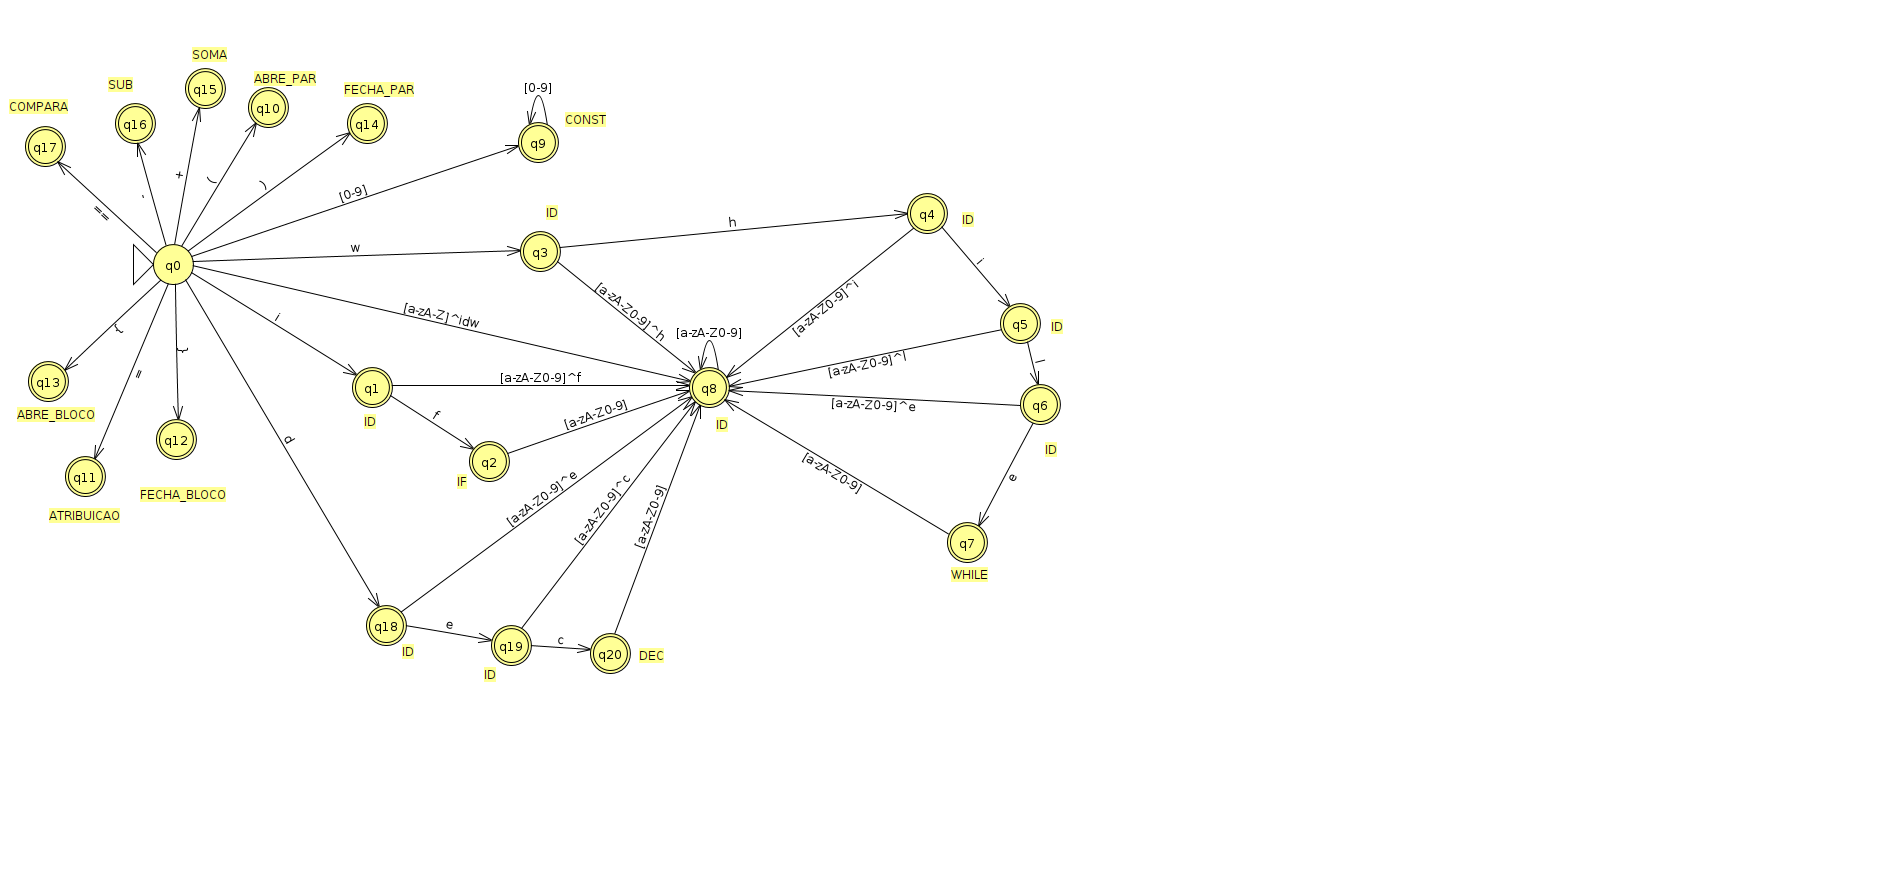 SOMA
ABRE_PAR
SUB
FECHA_PAR
COMPARA
q15
q10
q16
q14
q17
[0-9]
CONST
q9
+
-
(
)
==
[0-9]
ID
w
q3
h
q4
ID
q0
{
=
}
i
[a-zA-Z]^idw
[a-zA-Z0-9]^h
[a-zA-Z0-9]
[a-zA-Z0-9]^i
i
q5
ID
[a-zA-Z0-9]^l
l
q13
ABRE_BLOCO
q12
FECHA_BLOCO
q11
ATRIBUICAO
q1
ID
[a-zA-Z0-9]^f
f
[a-zA-Z0-9]
q8
ID
[a-zA-Z0-9]^e
q6
ID
q2
IF
d
[a-zA-Z0-9]^e
[a-zA-Z0-9]^c
[a-zA-Z0-9]
[a-zA-Z0-9]
e
q7
WHILE
q18
ID
e
q19
ID
c
q20
DEC